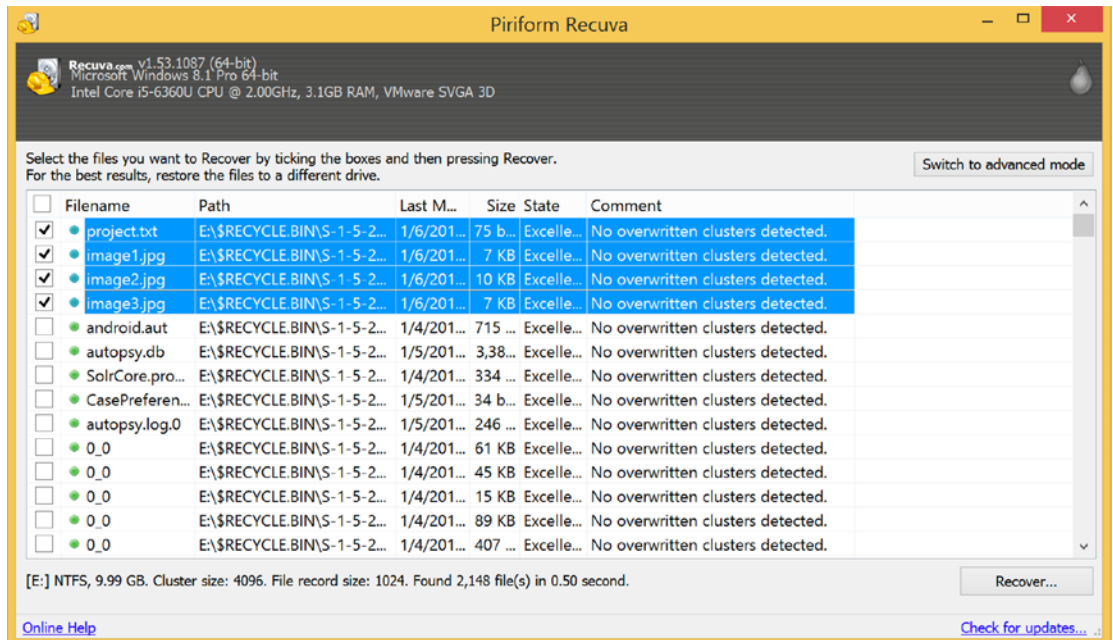 Piriform Recuva
Recuva.com v1.53.1087 (64-bit)
Microsoft Windows 8.1 Pro 64-bit
Intel Core i5-6360U CPU @ 2.00GHz, 3.1GB RAM, VMware SVGA 3D
Select the files you want to Recover by ticking the boxes and then pressing Recover.
For the best results, restore the files to a different drive.
Switch to advanced mode
Filename Path Last M... Size State Comment
project.txt E:\$RECYCLE.BIN\S-1-5-2... 1/6/201... 75 b... Excelle... No overwritten clusters detected.
image1.jpg E:\$RECYCLE.BIN\S-1-5-2... 1/6/201... 7 KB Excelle... No overwritten clusters detected.
image2.jpg E:\$RECYCLE.BIN\S-1-5-2... 1/6/201... 10 KB Excelle... No overwritten clusters detected.
image3.jpg E:\$RECYCLE.BIN\S-1-5-2... 1/6/201... 7 KB Excelle... No overwritten clusters detected.
android.aut E:\$RECYCLE.BIN\S-1-5-2... 1/4/201... 715 ... Excelle... No overwritten clusters detected.
autopsy.db E:\$RECYCLE.BIN\S-1-5-2... 1/5/201... 3,38... Excelle... No overwritten clusters detected.
SolrCore.pro... E:\$RECYCLE.BIN\S-1-5-2... 1/4/201... 334 ... Excelle... No overwritten clusters detected.
CasePreferen... E:\$RECYCLE.BIN\S-1-5-2... 1/5/201... 34 b... Excelle... No overwritten clusters detected.
autopsy.log.0 E:\$RECYCLE.BIN\S-1-5-2... 1/5/201... 246 ... Excelle... No overwritten clusters detected.
0_0 E:\$RECYCLE.BIN\S-1-5-2... 1/4/201... 61 KB Excelle... No overwritten clusters detected.
0_0 E:\$RECYCLE.BIN\S-1-5-2... 1/4/201... 45 KB Excelle... No overwritten clusters detected.
0_0 E:\$RECYCLE.BIN\S-1-5-2... 1/4/201... 15 KB Excelle... No overwritten clusters detected.
0_0 E:\$RECYCLE.BIN\S-1-5-2... 1/4/201... 89 KB Excelle... No overwritten clusters detected.
0_0 E:\$RECYCLE.BIN\S-1-5-2... 1/4/201... 407 ... Excelle... No overwritten clusters detected.
[E:] NTFS, 9.99 GB. Cluster size: 4096. File record size: 1024. Found 2,148 file(s) in 0.50 second.
Recover...
Online Help
Check for updates...